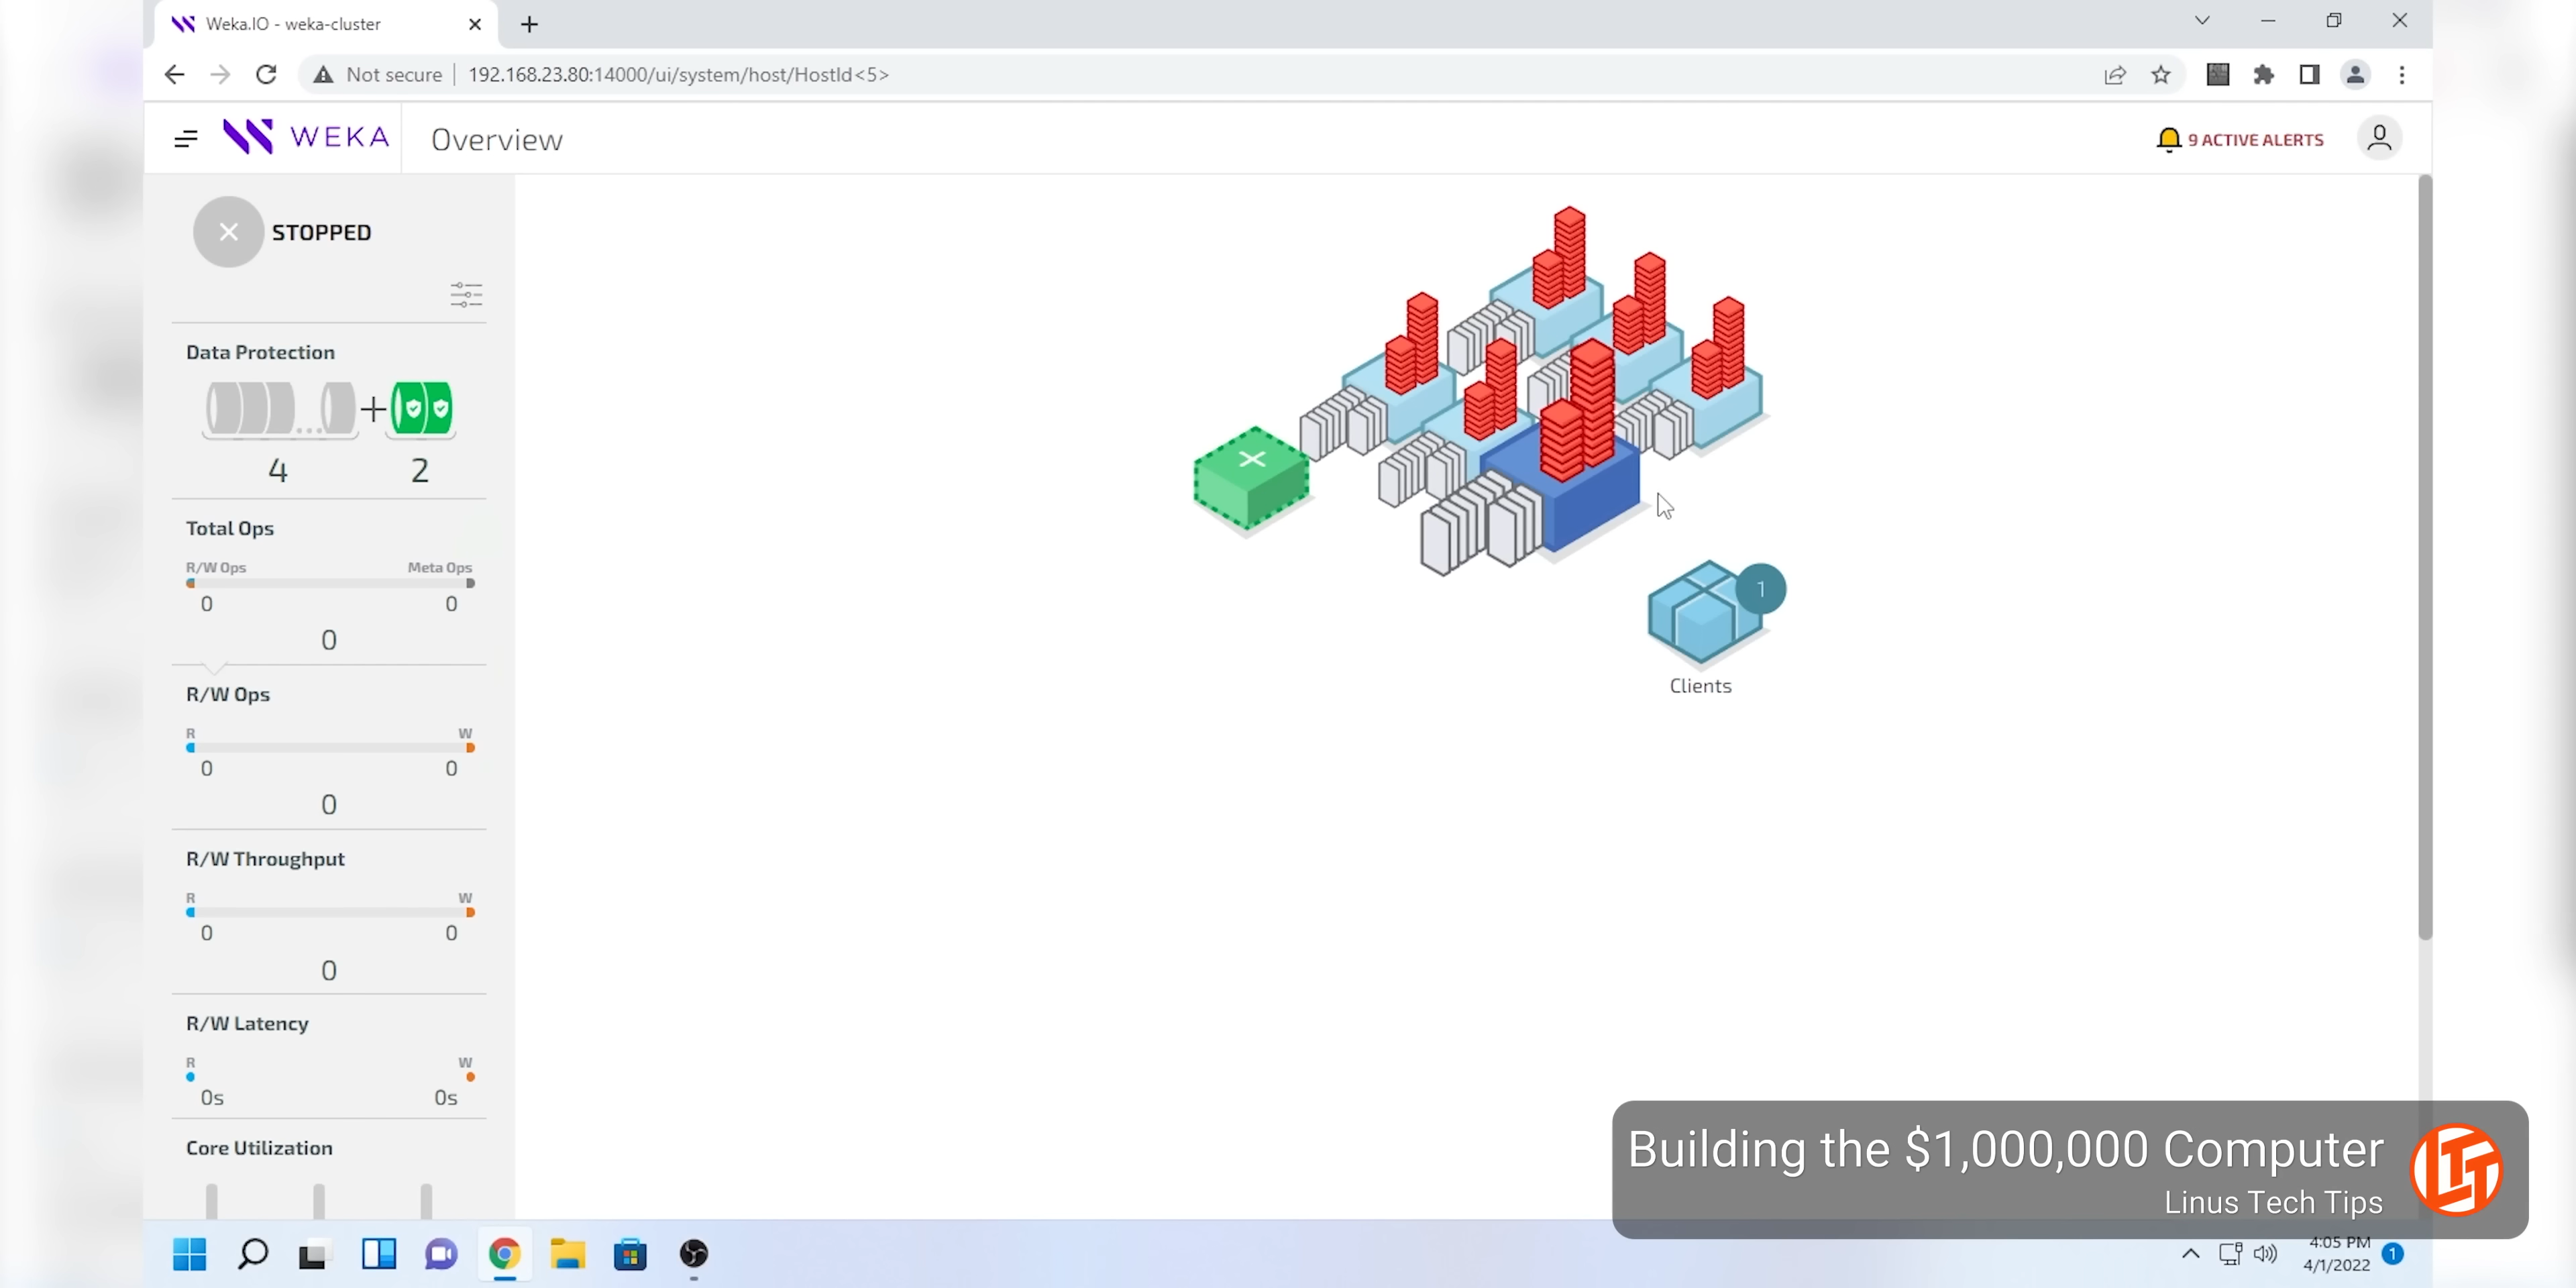 Weka.IO - weka-cluster
Not secure
192.168.23.80:14000/ui/system/host/HostId<5>
WEKA
Overview
9 ACTIVE ALERTS
STOPPED
Data Protection
4
2
Total Ops
R/W Ops
Meta Ops
0
0
0
R/W Ops
R
W
0
0
0
R/W Throughput
R
W
0
0
0
R/W Latency
R
W
0s
0s
Core Utilization
1
Clients
Building the $1,000,000 Computer
Linus Tech Tips
LTT
4:05 PM
4/1/2022
1